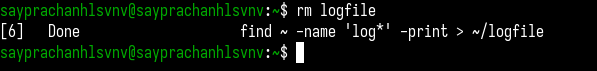 sayprachanhlsvnv@sayprachanhlsvnv:~$ rm logfile
[6]   Done                    find ~ -name 'log*' -print > ~/logfile
sayprachanhlsvnv@sayprachanhlsvnv:~$